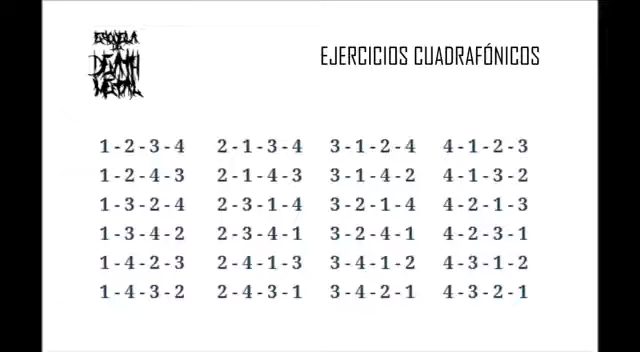 ESCUELA
DE
DEATH
METAL
EJERCICIOS CUADRAFÓNICOS
1 - 2 - 3 - 4 2 - 1 - 3 - 4 3 - 1 - 2 - 4 4 - 1 - 2 - 3
1 - 2 - 4 - 3 2 - 1 - 4 - 3 3 - 1 - 4 - 2 4 - 1 - 3 - 2
1 - 3 - 2 - 4 2 - 3 - 1 - 4 3 - 2 - 1 - 4 4 - 2 - 1 - 3
1 - 3 - 4 - 2 2 - 3 - 4 - 1 3 - 2 - 4 - 1 4 - 2 - 3 - 1
1 - 4 - 2 - 3 2 - 4 - 1 - 3 3 - 4 - 1 - 2 4 - 3 - 1 - 2
1 - 4 - 3 - 2 2 - 4 - 3 - 1 3 - 4 - 2 - 1 4 - 3 - 2 - 1